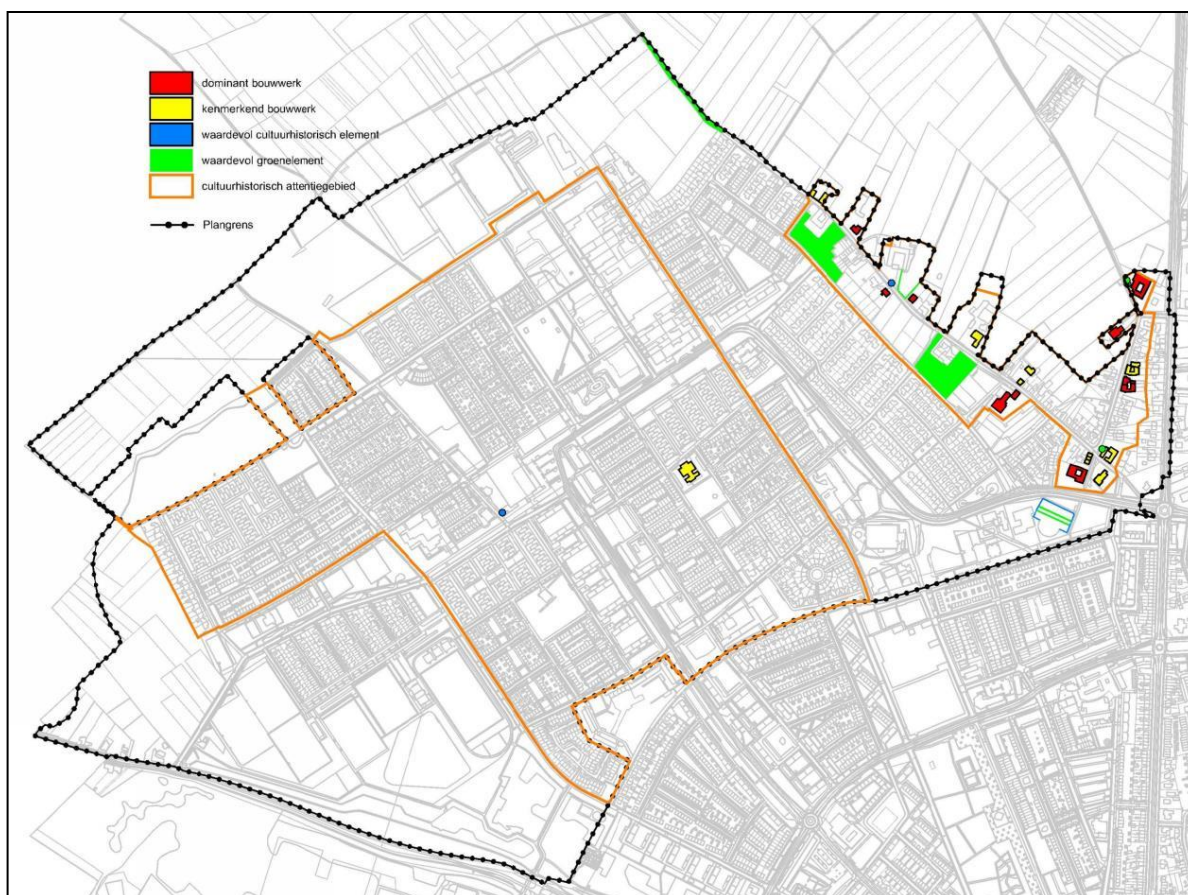 dominant bouwwerk
kenmerkend bouwwerk
waardevol cultuurhistorisch element
waardevol groenelement
cultuurhistorisch attentiegebied
Plangrens